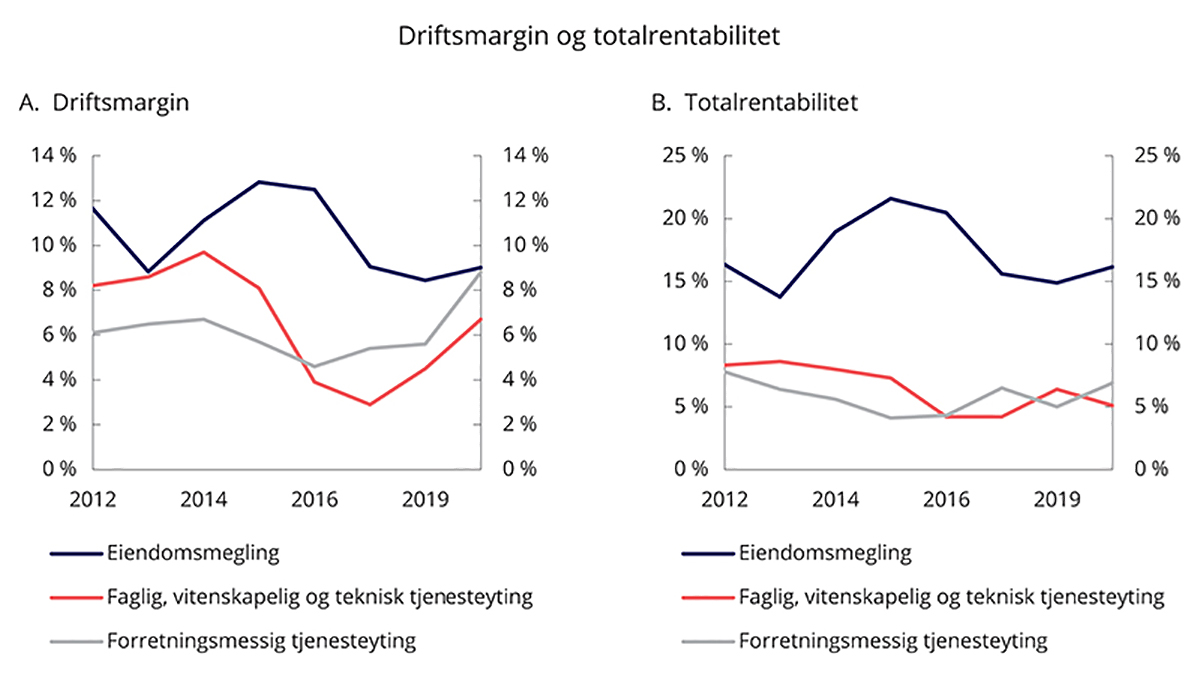 Driftsmargin og totalrentabilitet
A. Driftsmargin
14 % 14 %
12 % 12 %
10 % 10 %
8 % 8 %
6 % 6 %
4 % 4 %
2 % 2 %
0 % 0 %
2012 2014 2016 2019
Eiendomsmegling
Faglig, vitenskapelig og teknisk tjenesteyting
Forretningsmessig tjenesteyting
B. Totalrentabilitet
25 % 25 %
20 % 20 %
15 % 15 %
10 % 10 %
5 % 5 %
0 % 0 %
2012 2014 2016 2019
Eiendomsmegling
Faglig, vitenskapelig og teknisk tjenesteyting
Forretningsmessig tjenesteyting